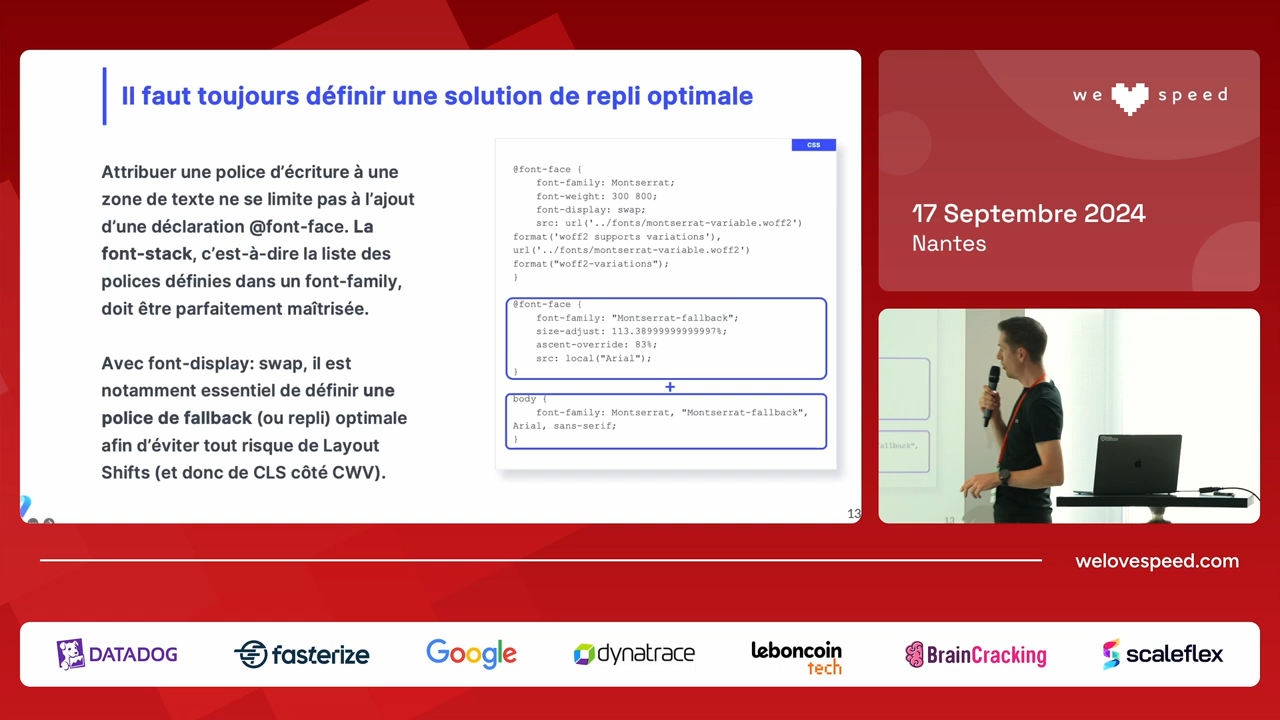 Il faut toujours définir une solution de repli optimale
Attribuer une police d'écriture à une
zone de texte ne se limite pas à l'ajout
d'une déclaration @font-face. La
font-stack, c'est-à-dire la liste des
polices définies dans un font-family,
doit être parfaitement maîtrisée.
Avec font-display: swap, il est
notamment essentiel de définir une
police de fallback (ou repli) optimale
afin d'éviter tout risque de Layout
Shifts (et donc de CLS côté CWV).
css
@font-face {
font-family: Montserrat;
font-weight: 300 800;
font-display: swap;
src: url('../fonts/montserrat-variable.woff2')
format('woff2 supports variations'),
url('../fonts/montserrat-variable.woff2')
format("woff2-variations");
}
@font-face {
font-family: "Montserrat-fallback";
size-adjust: 113.38999999999997%;
ascent-override: 83%;
src: local("Arial");
}
+
body {
font-family: Montserrat, "Montserrat-fallback",
Arial, sans-serif;
}
13
we speed
17 Septembre 2024
Nantes
allback",
13
welovespeed.com
DATADOG
fasterize
Google
dynatrace
leboncoin
tech
BrainCracking
scaleflex